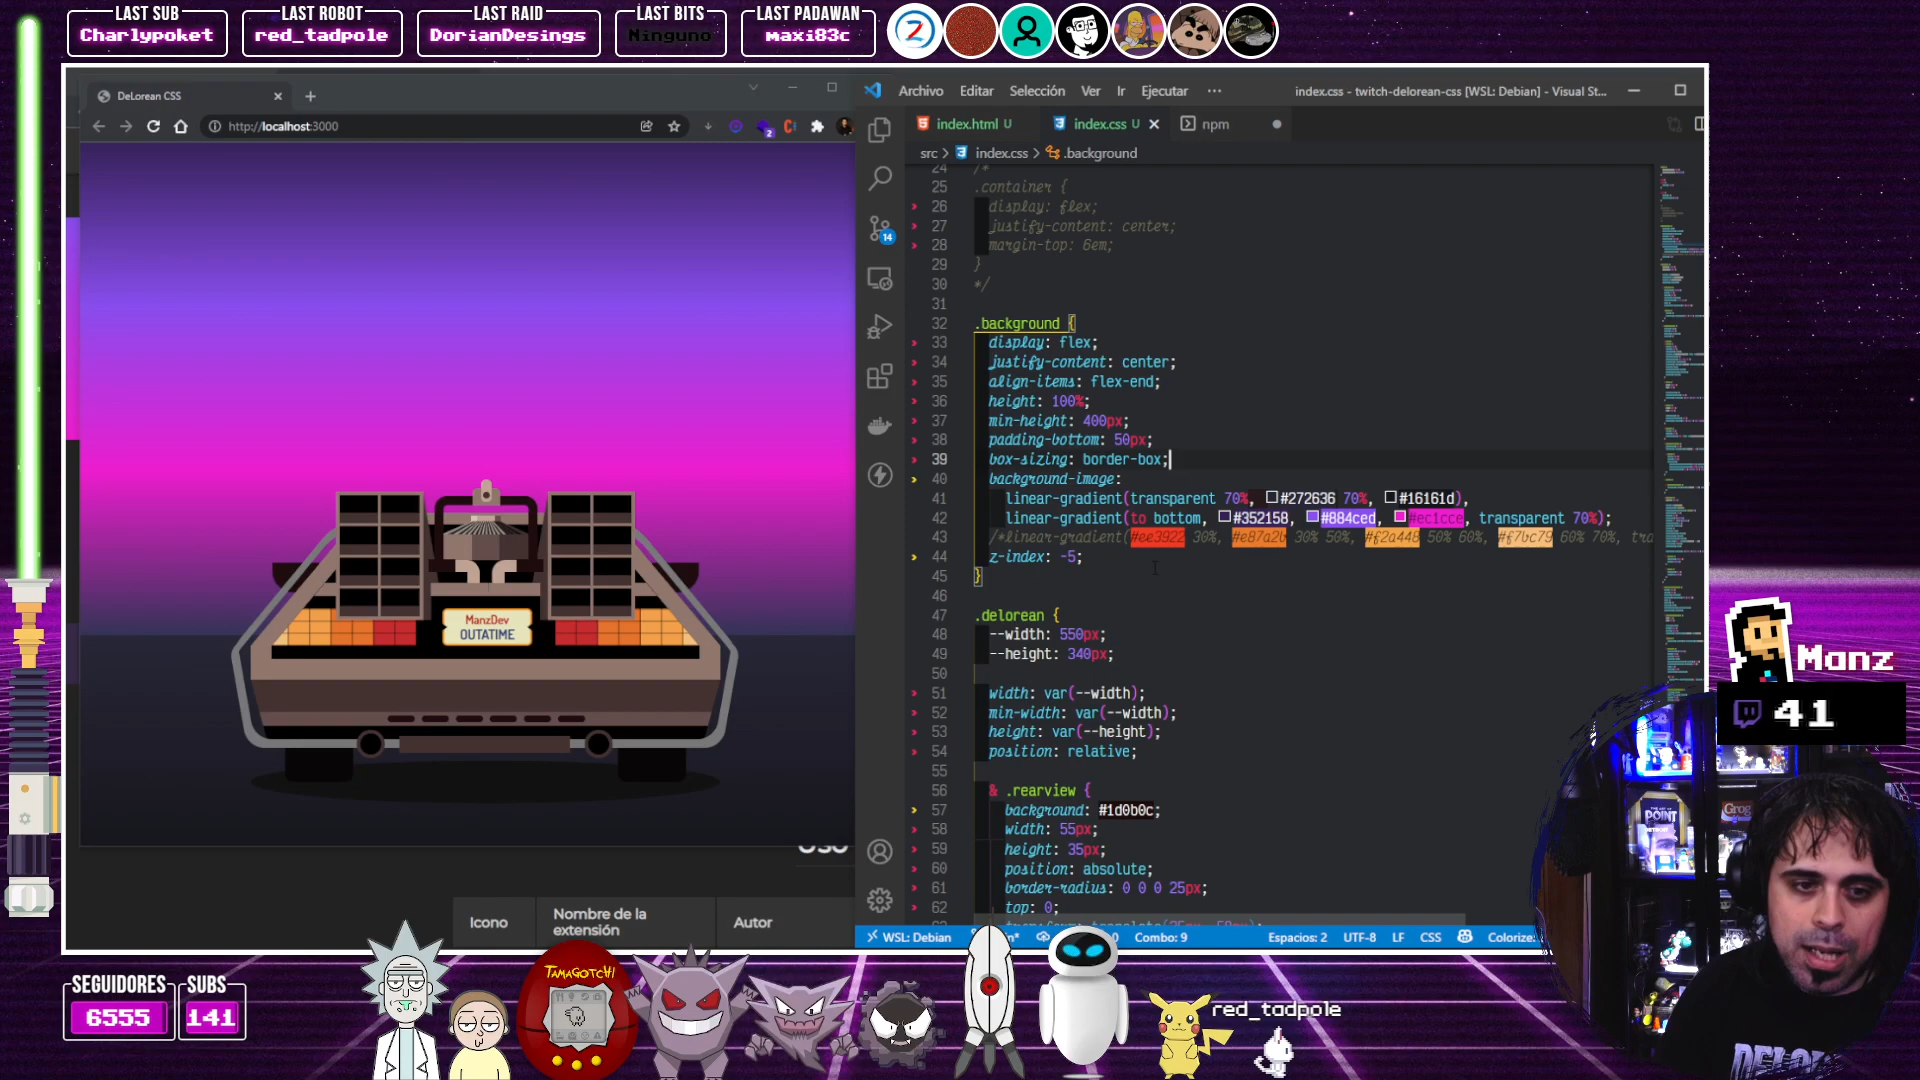 LAST SUB
Charlypoket
LAST ROBOT
red_tadpole
LAST RAID
DorianDesings
LAST BITS
Ninguno
LAST PADAWAN
maxi83c
DeLorean CSS
http://localhost:3000
Archivo Editar Selección Ver Ir Ejecutar ···
index.css - twitch-delorean-css [WSL: Debian] - Visual St...
index.html U
index.css U
npm
src > index.css > .background
24 /*
25 .container {
26 display: flex;
27 justify-content: center;
28 margin-top: 6em;
29 }
30 */
31
32 .background {
33 display: flex;
34 justify-content: center;
35 align-items: flex-end;
36 height: 100%;
37 min-height: 400px;
38 padding-bottom: 50px;
39 box-sizing: border-box;
40 background-image:
41 linear-gradient(transparent 70%, #272636 70%, #16161d),
42 linear-gradient(to bottom, #352158, #884ced, #ec1cce, transparent 70%);
43 /*linear-gradient(#ee3922 30%, #e87a2b 30% 50%, #f2a448 50% 60%, #f7bc79 60% 70%, tra
44 z-index: -5;
45 }
46
47 .delorean {
48 --width: 550px;
49 --height: 340px;
50
51 width: var(--width);
52 min-width: var(--width);
53 height: var(--height);
54 position: relative;
55
56 & .rearview {
57 background: #1d0b0c;
58 width: 55px;
59 height: 35px;
60 position: absolute;
61 border-radius: 0 0 0 25px;
62 top: 0;
14
2
ManzDev
OUTATIME
Uso
Icono
Nombre de la extensión
Autor
WSL: Debian
Combo: 9
Espacios: 2
UTF-8
LF
CSS
Colorize:
Manz
41
THE ART OF
POINT
Grog
SEGUIDORES
6555
SUBS
141
TAMAGOTCHI
red_tadpole